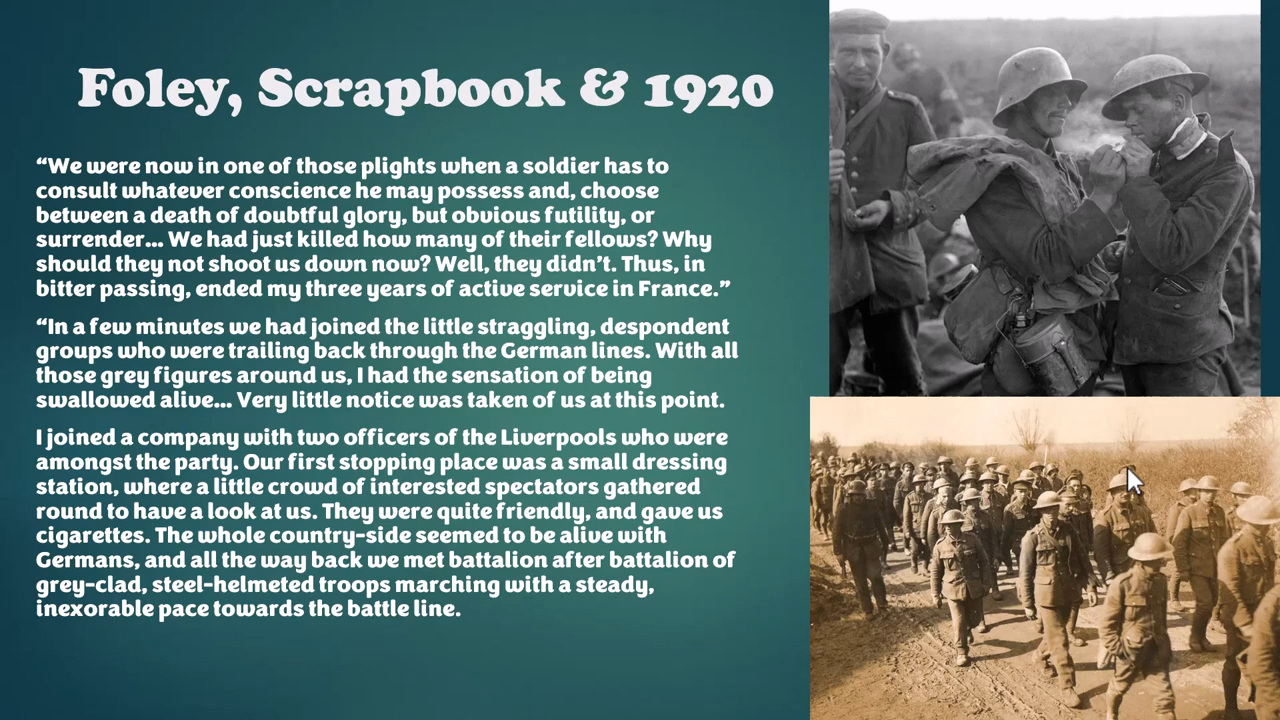 Foley, Scrapbook & 1920
“We were now in one of those plights when a soldier has to
consult whatever conscience he may possess and, choose
between a death of doubtful glory, but obvious futility, or
surrender... We had just killed how many of their fellows? Why
should they not shoot us down now? Well, they didn’t. Thus, in
bitter passing, ended my three years of active service in France.”
“In a few minutes we had joined the little straggling, despondent
groups who were trailing back through the German lines. With all
those grey figures around us, I had the sensation of being
swallowed alive... Very little notice was taken of us at this point.
I joined a company with two officers of the Liverpools who were
amongst the party. Our first stopping place was a small dressing
station, where a little crowd of interested spectators gathered
round to have a look at us. They were quite friendly, and gave us
cigarettes. The whole country-side seemed to be alive with
Germans, and all the way back we met battalion after battalion of
grey-clad, steel-helmeted troops marching with a steady,
inexorable pace towards the battle line.